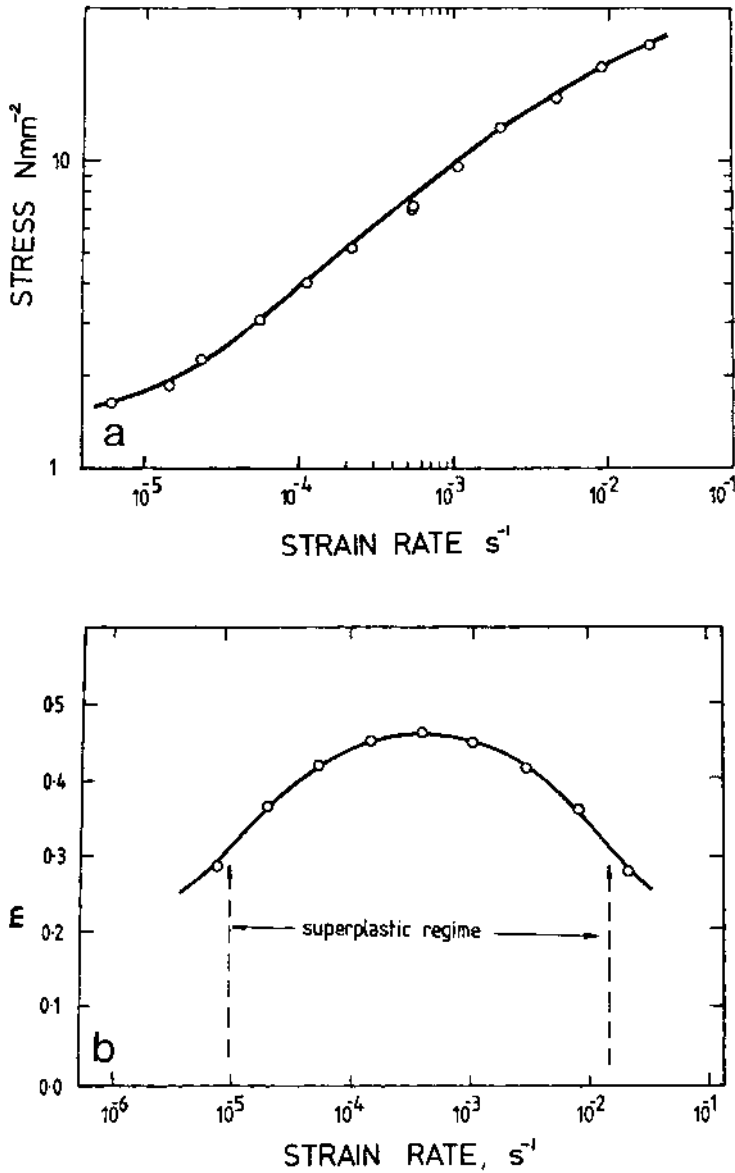 STRESS Nmm⁻²
10
1
a
10⁻⁵ 10⁻⁴ 10⁻³ 10⁻² 10⁻¹
STRAIN RATE s⁻¹
m
0·5
0·4
0·3
0·2
0·1
0·0
superplastic regime
b
10⁻⁶ 10⁻⁵ 10⁻⁴ 10⁻³ 10⁻² 10⁻¹
STRAIN RATE, s⁻¹